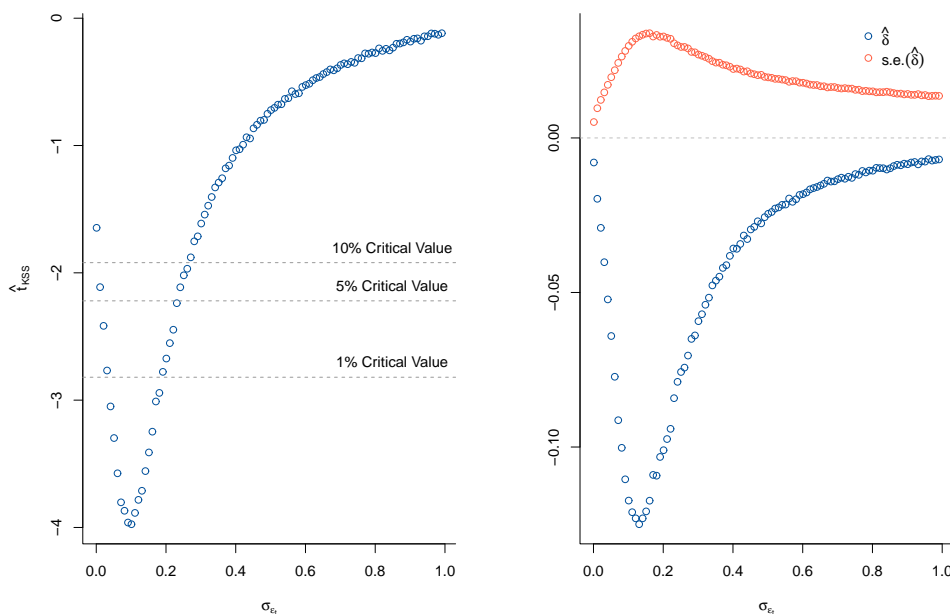 0
-1
-2
-3
-4
t̂KSS
10% Critical Value
5% Critical Value
1% Critical Value
0.0 0.2 0.4 0.6 0.8 1.0
σεt
δ̂
s.e.(δ̂)
0.00
-0.05
-0.10
0.0 0.2 0.4 0.6 0.8 1.0
σεt